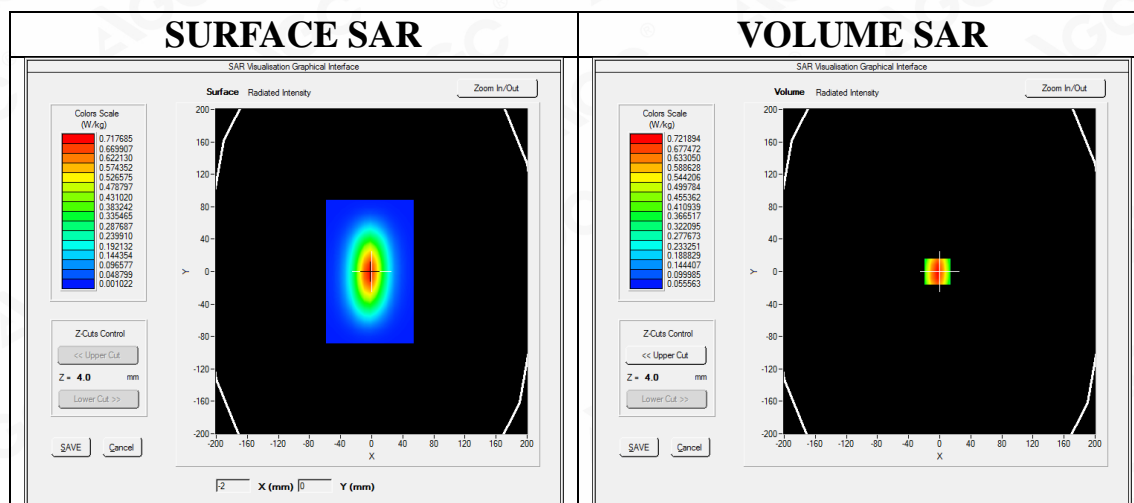 SURFACE SAR
SAR Visualisation Graphical Interface
Surface Radiated Intensity
Zoom In/Out
Colors Scale
(W/kg)
0.717685
0.669907
0.622130
0.574352
0.526575
0.478797
0.431020
0.383242
0.335465
0.287687
0.239910
0.192132
0.144354
0.096577
0.048799
0.001022
Z-Cuts Control
<< Upper Cut
Z = 4.0 mm
Lower Cut >>
SAVE Cancel
200
160
120
80
40
0
-40
-80
-120
-160
-200
Y
-200 -160 -120 -80 -40 0 40 80 120 160 200
X
-2 X (mm) 0 Y (mm)
VOLUME SAR
SAR Visualisation Graphical Interface
Volume Radiated Intensity
Zoom In/Out
Colors Scale
(W/kg)
0.721894
0.677472
0.633050
0.588628
0.544206
0.499784
0.455362
0.410939
0.366517
0.322095
0.277673
0.233251
0.188829
0.144407
0.099985
0.055563
Z-Cuts Control
<< Upper Cut
Z = 4.0 mm
Lower Cut >>
SAVE Cancel
200
160
120
80
40
0
-40
-80
-120
-160
-200
Y
-200 -160 -120 -80 -40 0 40 80 120 160 200
X